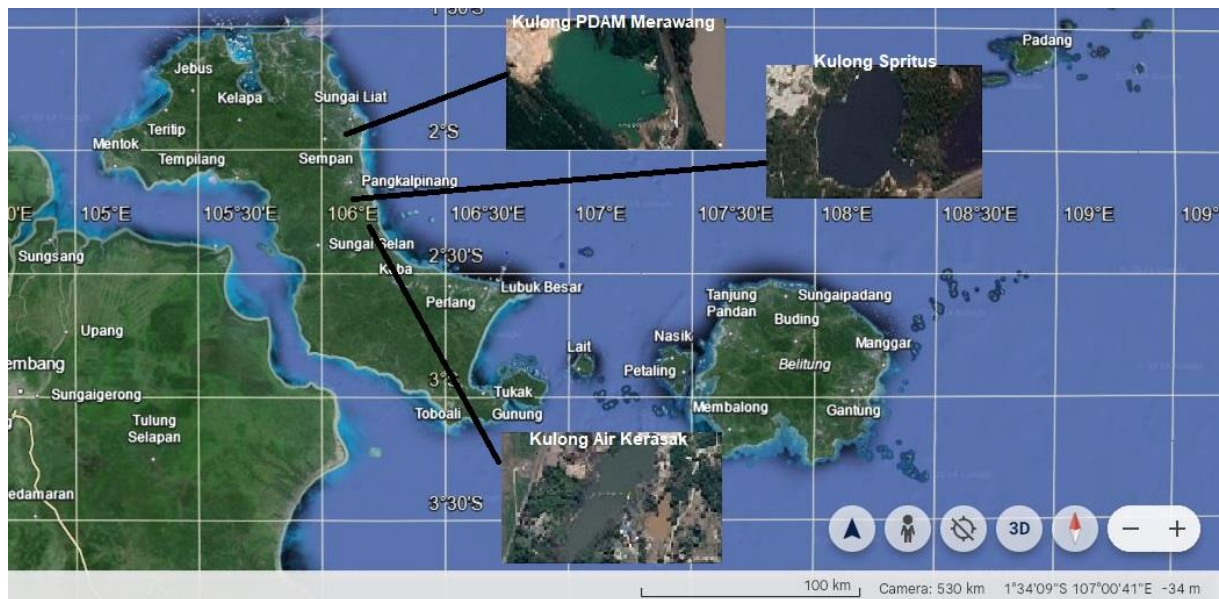 1°30'S
Kulong PDAM Merawang
Padang
Kulong Spritus
Jebus
Kelapa
Sungai Liat
Teritip
2°S
Mentok
Tempilang
Sempan
Pangkalpinang
105°E
105°30'E
106°E
106°30'E
107°E
107°30'E
108°E
108°30'E
109°E
109°
Sungsang
Sungai Selan
2°30'S
Koba
Lubuk Besar
Perlang
Tanjung
Pandan
Sungaipadang
Buding
Upang
Nasik
Manggar
Lait
embang
Petaling
Belitung
Sungaigerong
Tukak
Toboali
Gunung
Membalong
Gantung
Tulung
Selapan
Kulong Air Kerasak
edamaran
3°30'S
3D
100 km
Camera: 530 km
1°34'09"S 107°00'41"E
-34 m